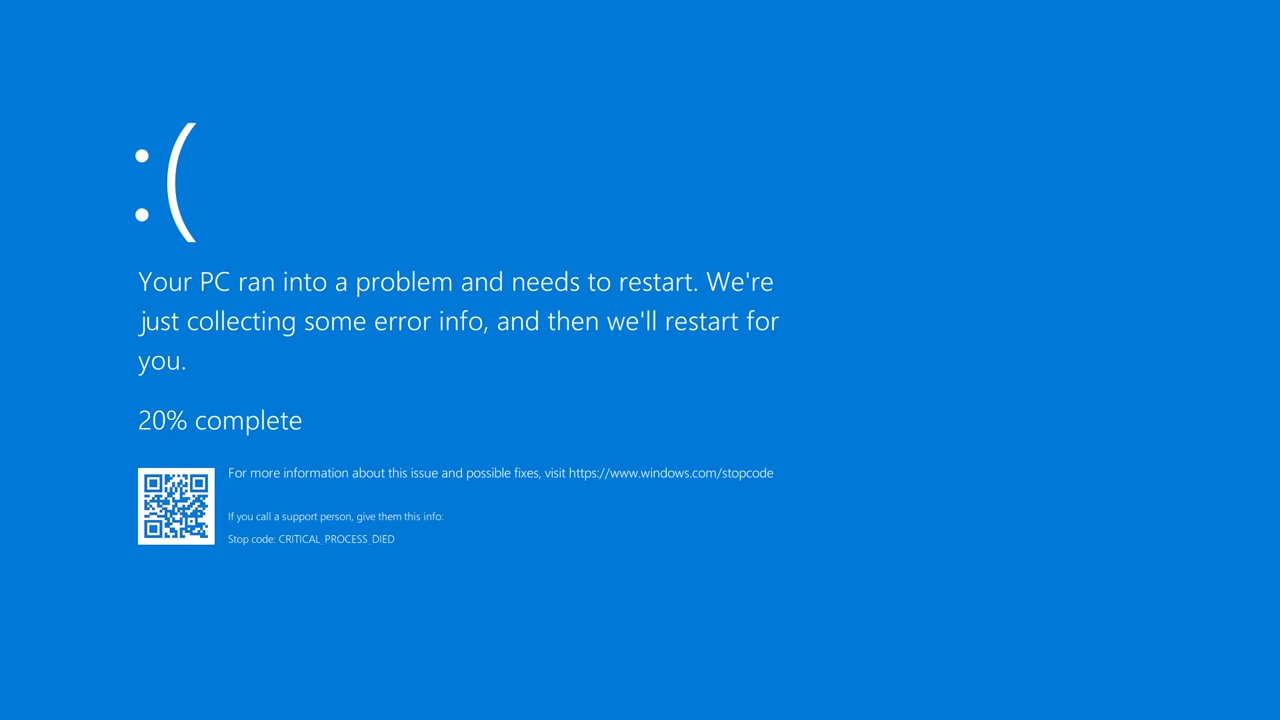 :(
Your PC ran into a problem and needs to restart. We're
just collecting some error info, and then we'll restart for
you.
20% complete
For more information about this issue and possible fixes, visit https://www.windows.com/stopcode
If you call a support person, give them this info:
Stop code: CRITICAL_PROCESS_DIED